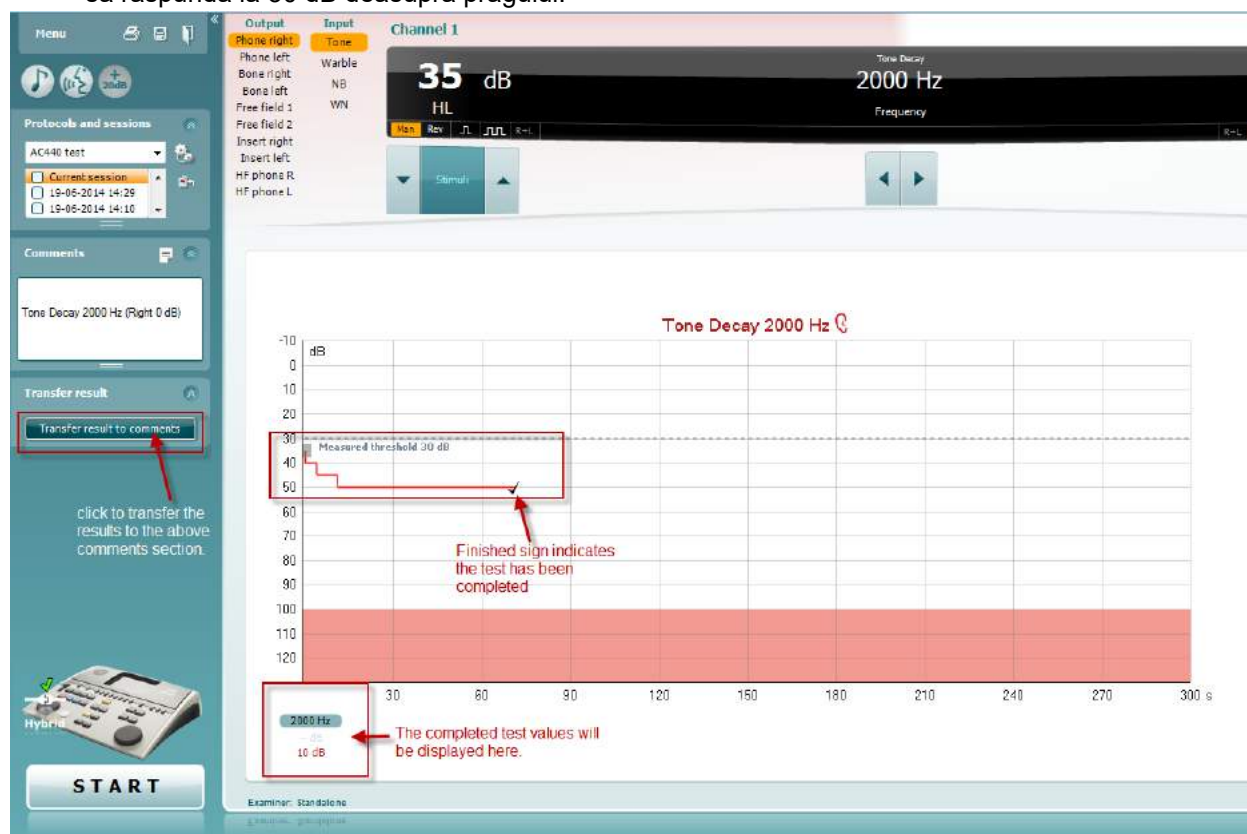 să răspundă la 30 dB deasupra pragului.
Menu
Output
Input
Phone right
Tone
Phone left
Warble
Bone right
NB
Bone left
WN
Free field 1
Free field 2
Insert right
Insert left
HF phone R
HF phone L
Channel 1
35 dB
HL
Man Rev R+L
Tone Decay
2000 Hz
Frequency
R+L
Stimuli
Protocols and sessions
AC440 test
Current session
19-06-2014 14:29
19-06-2014 14:10
Comments
Tone Decay 2000 Hz (Right 0 dB)
Transfer result
Transfer result to comments
click to transfer the
results to the above
comments section.
Hybrid
START
Tone Decay 2000 Hz
dB
-10
0
10
20
30
40
50
60
70
80
90
100
110
120
Measured threshold 30 dB
Finished sign indicates
the test has been
completed
30 60 90 120 150 180 210 240 270 300 s
2000 Hz
- dB
10 dB
The completed test values will
be displayed here.
Examiner: Standalone